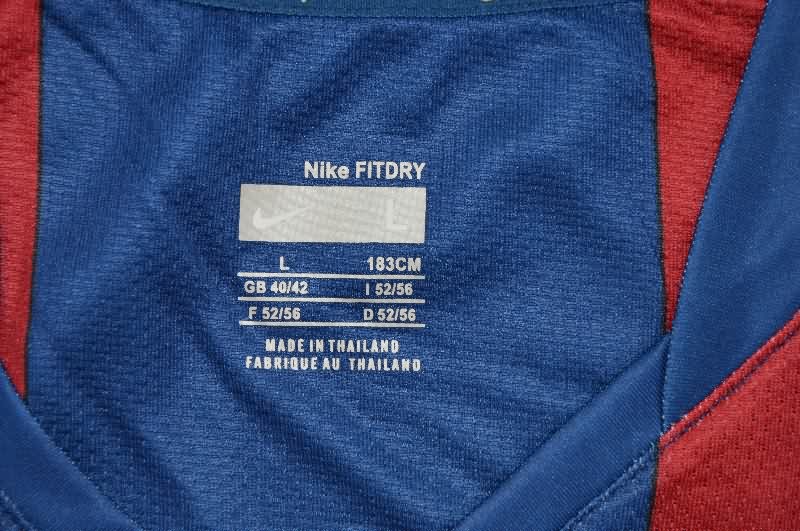 Nike FITDRY
L
L 183CM
GB 40/42 I 52/56
F 52/56 D 52/56
MADE IN THAILAND
FABRIQUE AU THAILAND